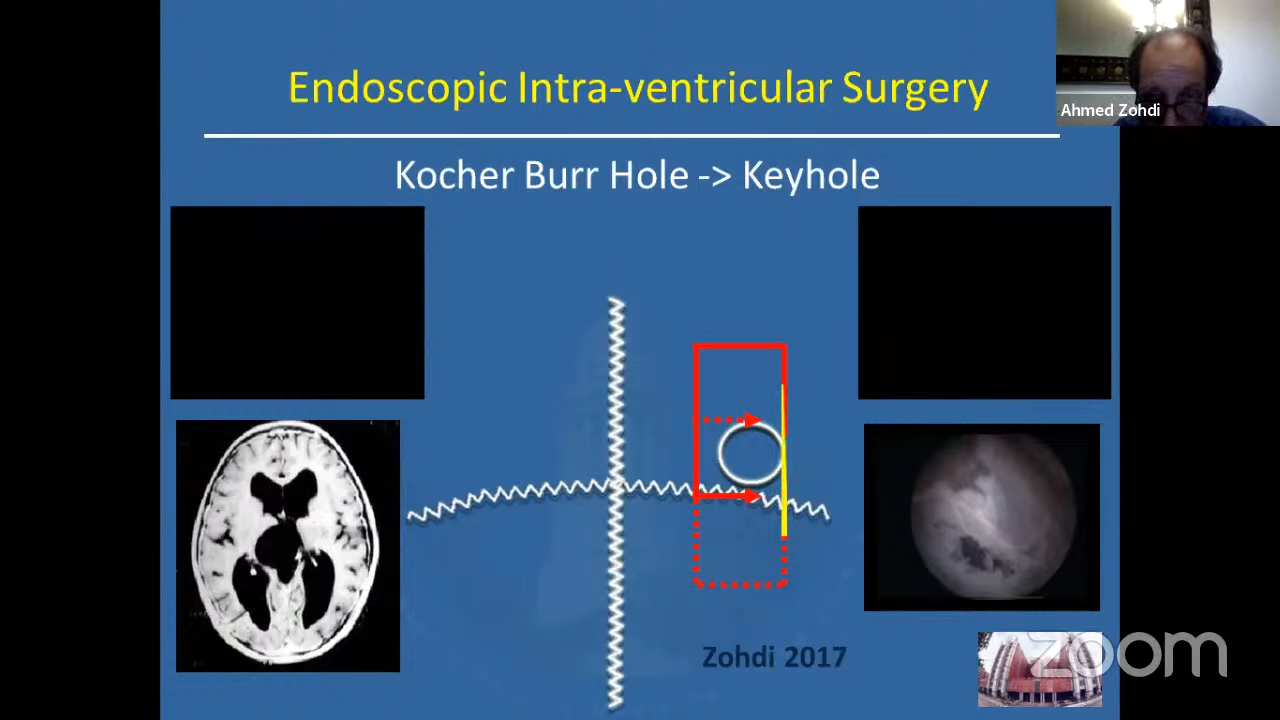 Endoscopic Intra-ventricular Surgery
Ahmed Zohdi
Kocher Burr Hole -> Keyhole
Zohdi 2017
zoom